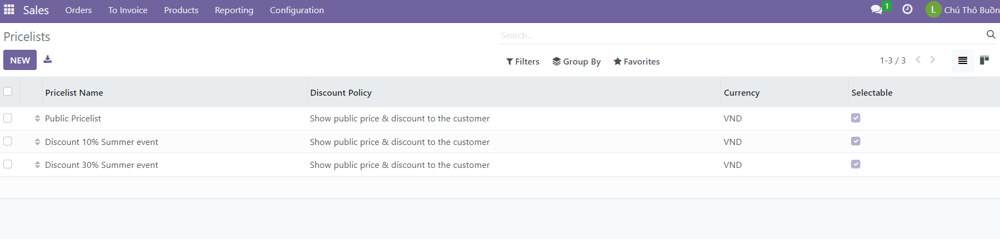 Sales Orders To Invoice Products Reporting Configuration 1 L Chú Thỏ Buồn
Pricelists Search...
NEW Filters Group By Favorites 1-3 / 3
Pricelist Name Discount Policy Currency Selectable
Public Pricelist Show public price & discount to the customer VND
Discount 10% Summer event Show public price & discount to the customer VND
Discount 30% Summer event Show public price & discount to the customer VND